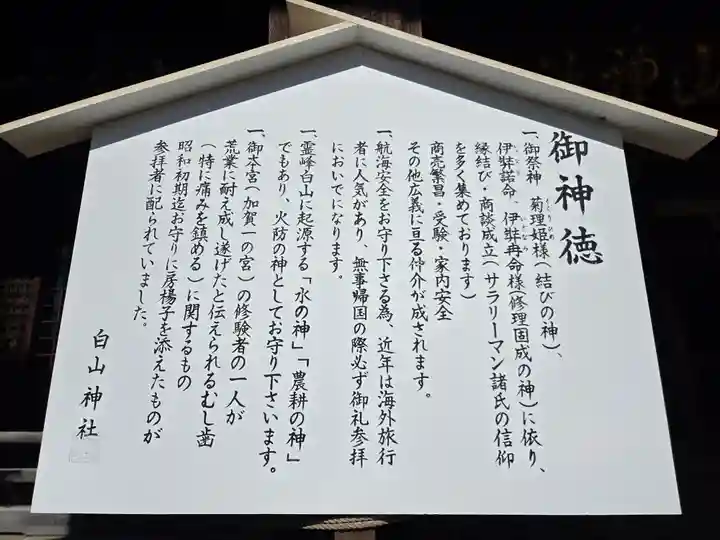 御神徳
一、御祭神　菊理姫様（結びの神）、
くくりひめ
伊弉諾命、伊弉冉命様（修理固成の神）に依り、
いざなぎ　いざなみ
縁結び・商談成立（サラリーマン諸氏の信仰
を多く集めております）
商売繁昌・受験・家内安全
その他広義に亘る仲介が成されます。
一、航海安全をお守り下さる為、近年は海外旅行
者に人気があり、無事帰国の際必ず御礼参拝
においでになります。
一、霊峰白山に起源する「水の神」「農耕の神」
でもあり、火防の神としてお守り下さいます。
一、御本宮（加賀一の宮）の修験者の一人が
荒業に耐え成し遂げたと伝えられるむし歯
（特に痛みを鎮める）に関するもの
昭和初期迄お守りに房楊子を添えたものが
参拝者に配られていました。
白山神社